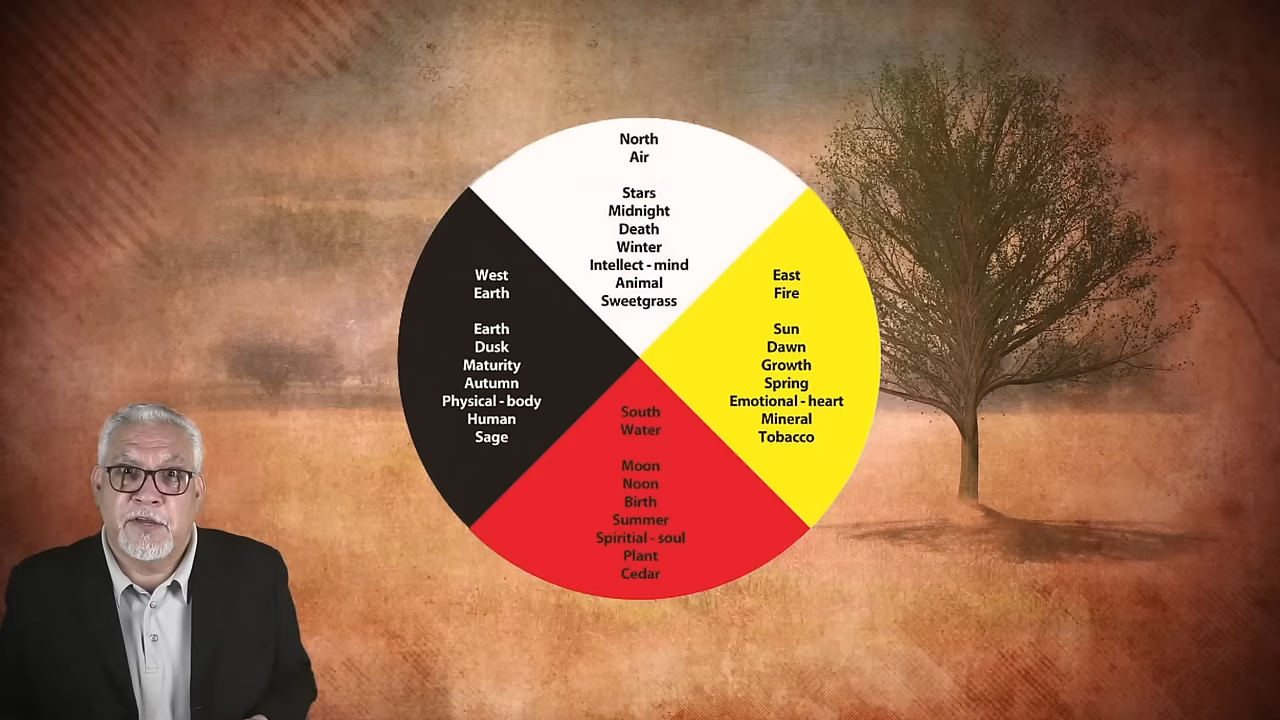 North
Air
Stars
Midnight
Death
Winter
Intellect - mind
Animal
Sweetgrass
West
Earth
Earth
Dusk
Maturity
Autumn
Physical - body
Human
Sage
East
Fire
Sun
Dawn
Growth
Spring
Emotional - heart
Mineral
Tobacco
South
Water
Moon
Noon
Birth
Summer
Spiritial - soul
Plant
Cedar